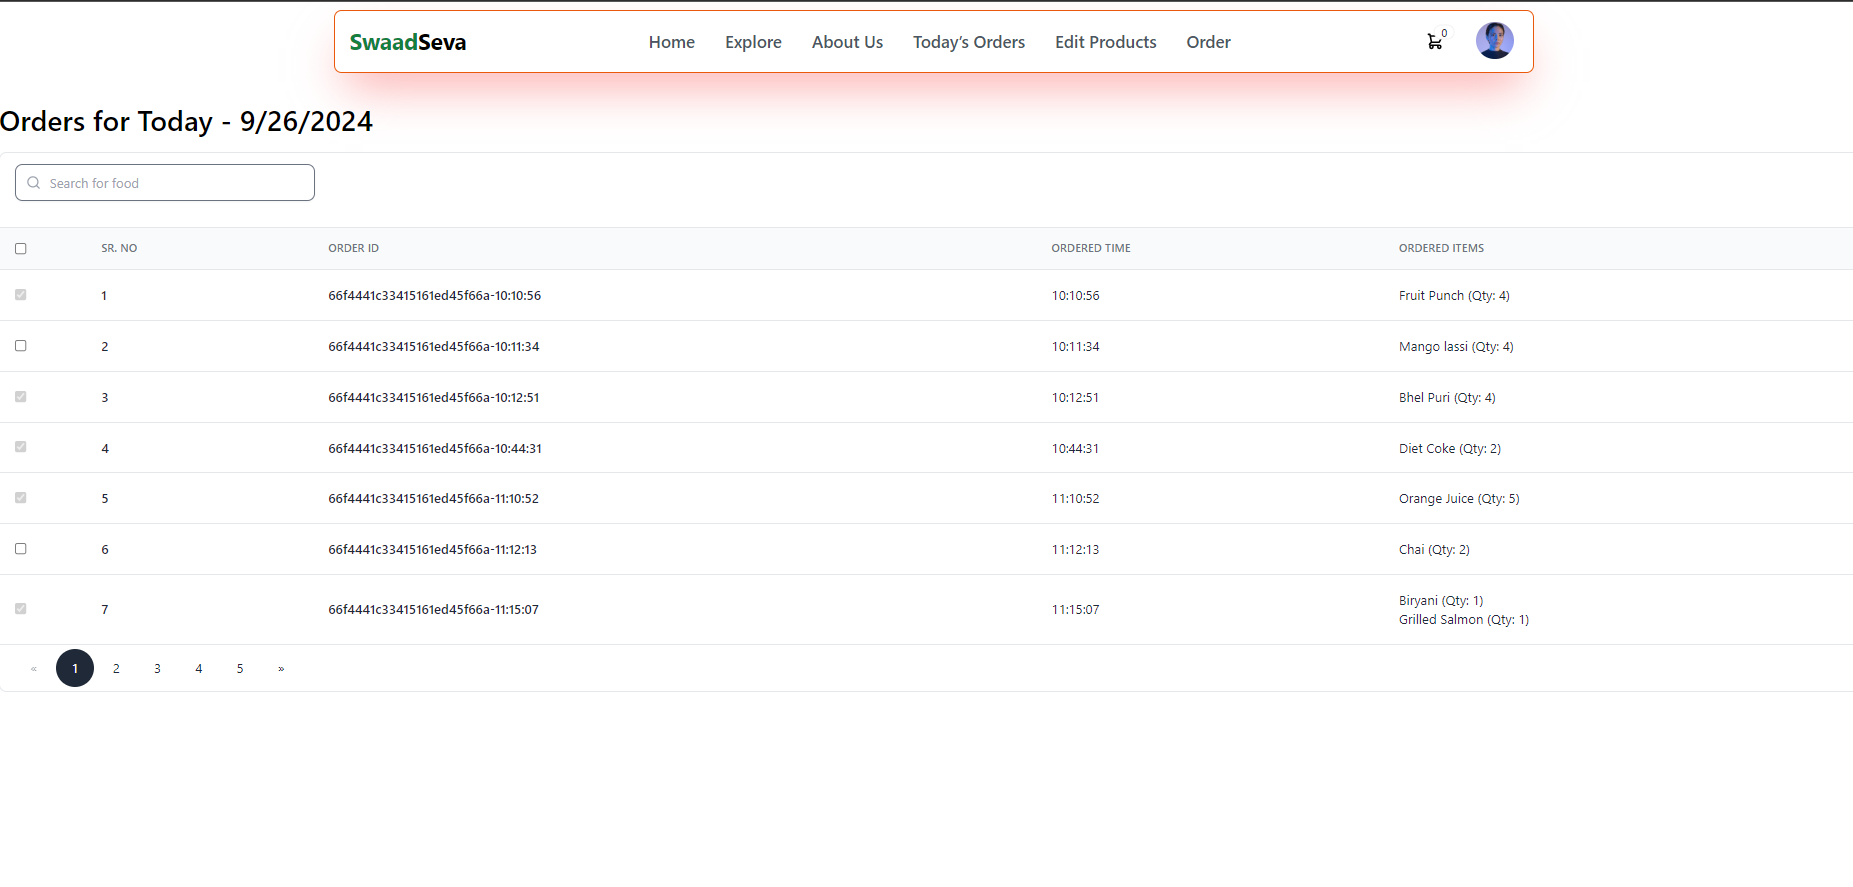 SwaadSeva Home Explore About Us Today’s Orders Edit Products Order 0
Orders for Today - 9/26/2024
Search for food
SR. NO ORDER ID ORDERED TIME ORDERED ITEMS
1 66f4441c33415161ed45f66a-10:10:56 10:10:56 Fruit Punch (Qty: 4)
2 66f4441c33415161ed45f66a-10:11:34 10:11:34 Mango lassi (Qty: 4)
3 66f4441c33415161ed45f66a-10:12:51 10:12:51 Bhel Puri (Qty: 4)
4 66f4441c33415161ed45f66a-10:44:31 10:44:31 Diet Coke (Qty: 2)
5 66f4441c33415161ed45f66a-11:10:52 11:10:52 Orange Juice (Qty: 5)
6 66f4441c33415161ed45f66a-11:12:13 11:12:13 Chai (Qty: 2)
7 66f4441c33415161ed45f66a-11:15:07 11:15:07 Biryani (Qty: 1)
Grilled Salmon (Qty: 1)
« 1 2 3 4 5 »